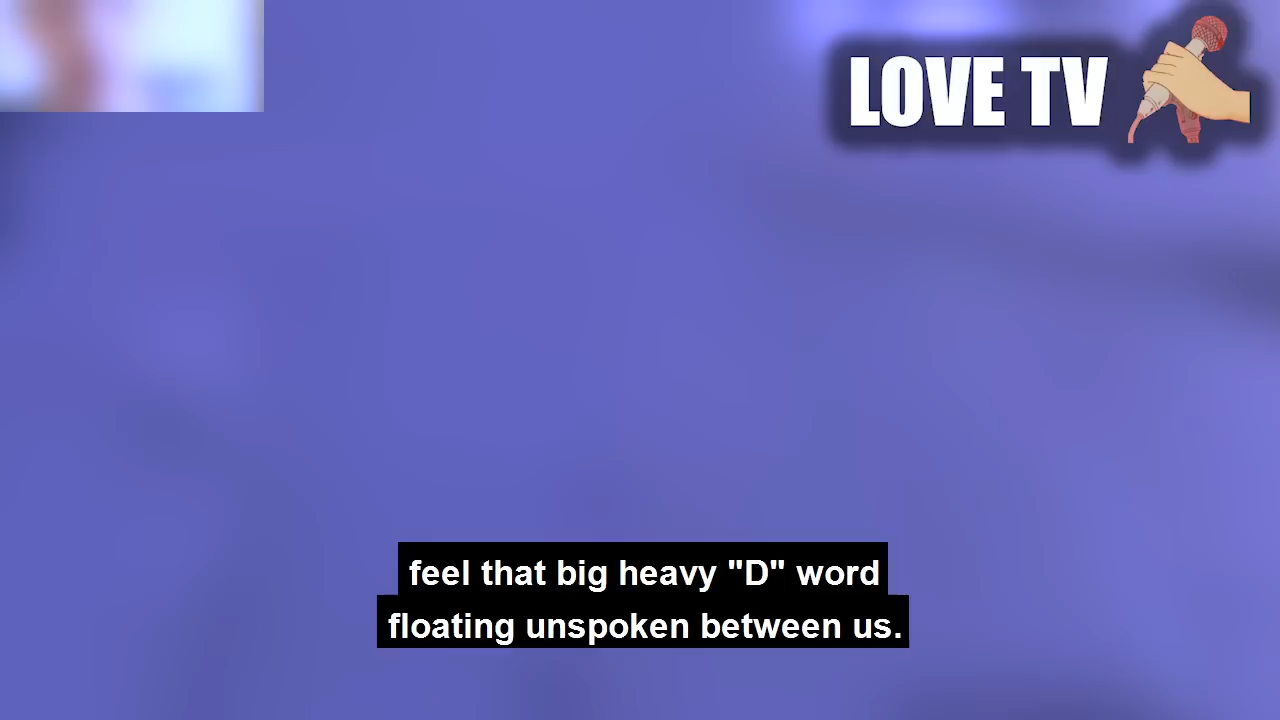 LOVE TV
feel that big heavy "D" word
floating unspoken between us.